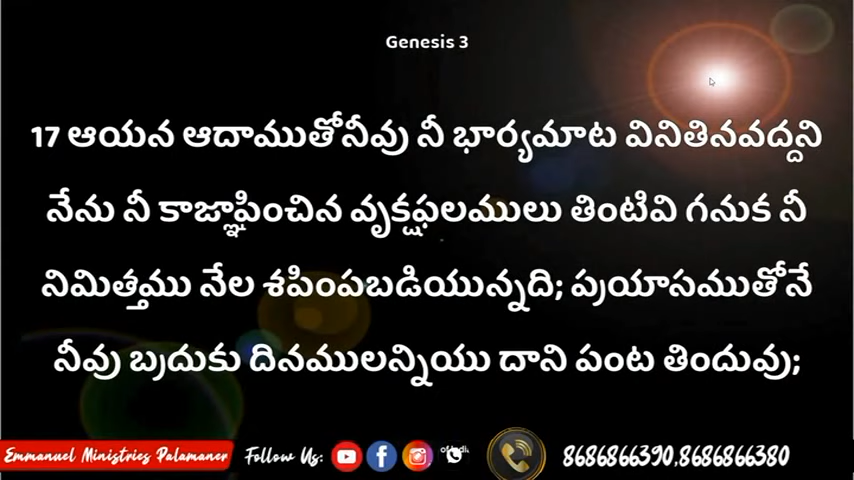 Genesis 3
17 ఆయన ఆదాముతోనీవు నీ భార్యమాట వినితినవద్దని
నేను నీ కాజ్ఞాపించిన వృక్షఫలములు తింటివి గనుక నీ
నిమిత్తము నేల శపింపబడియున్నది; ప్రయాసముతోనే
నీవు బ్రదుకు దినములన్నియు దాని పంట తిందువు;
Emmanuel Ministries Palamaner Follow Us: 8686866390,8686866380